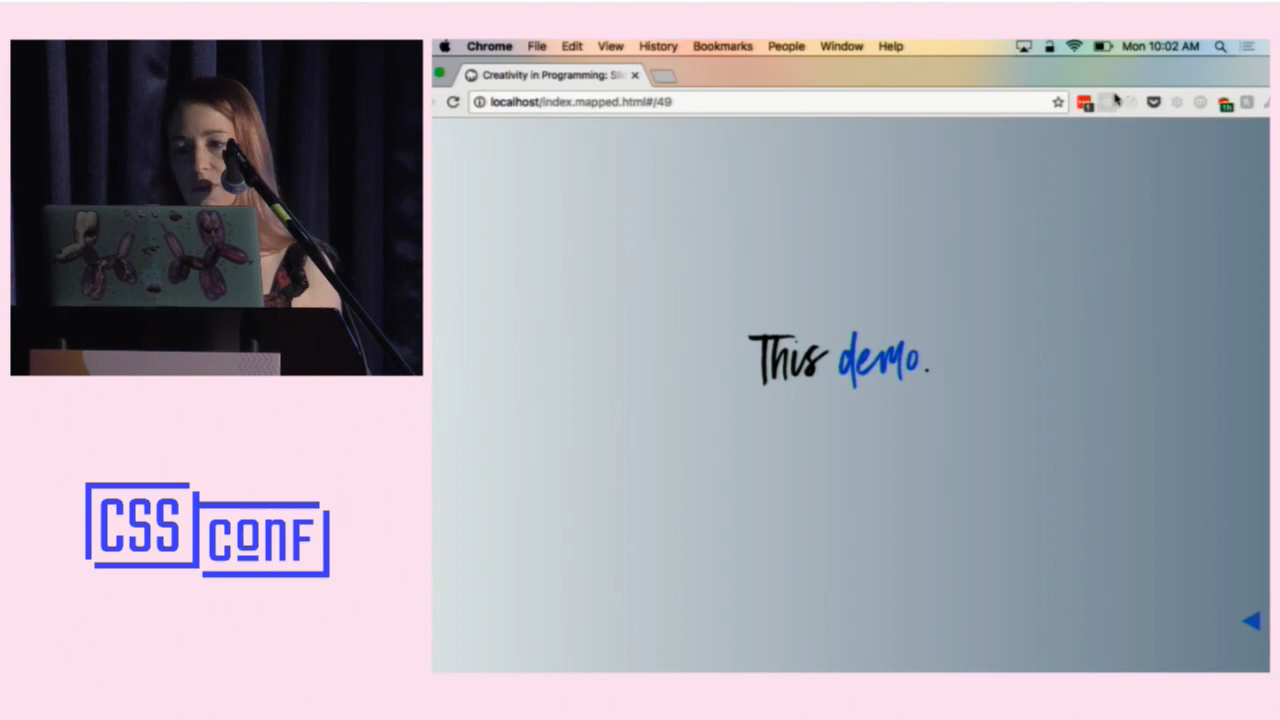 Chrome File Edit View History Bookmarks People Window Help Mon 10:02 AM
Creativity in Programming: Sli
localhost/index.mapped.html#/49
This demo.
CSS
CONF